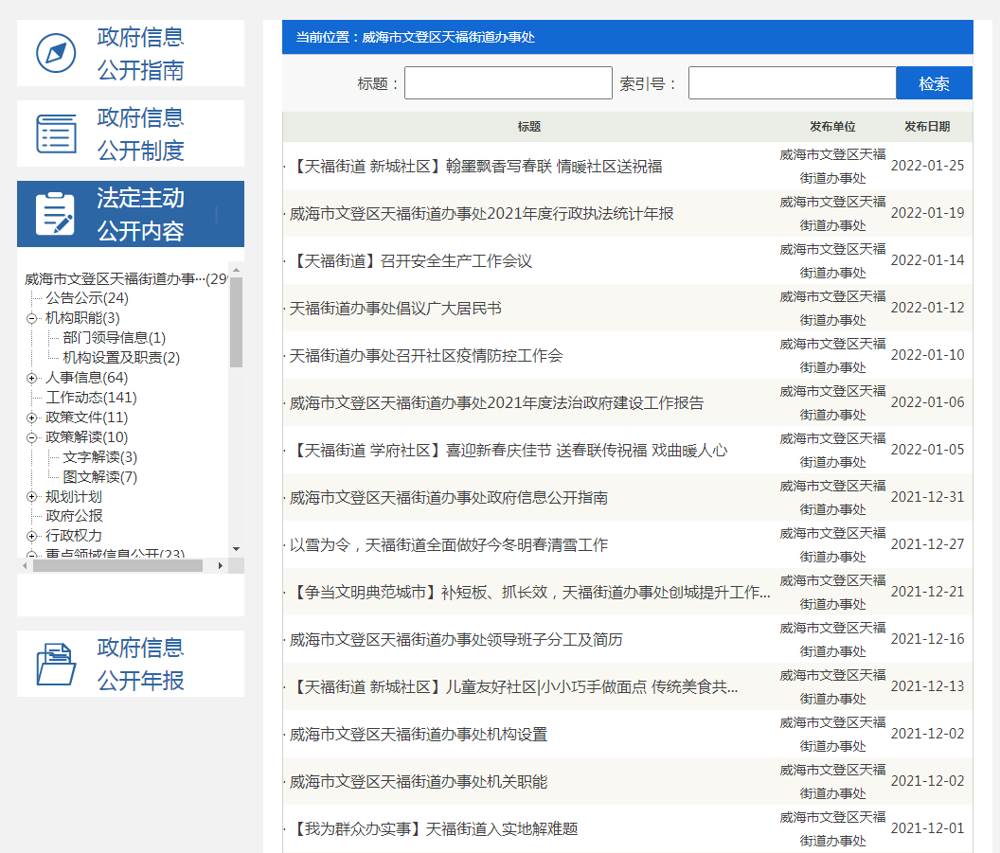 政府信息
公开指南
政府信息
公开制度
法定主动
公开内容
威海市文登区天福街道办事···(29
公告公示(24)
机构职能(3)
部门领导信息(1)
机构设置及职责(2)
人事信息(64)
工作动态(141)
政策文件(11)
政策解读(10)
文字解读(3)
图文解读(7)
规划计划
政府公报
行政权力
重点领域信息公开(23)
政府信息
公开年报
当前位置：威海市文登区天福街道办事处
标题： 索引号： 检索
标题 发布单位 发布日期
·【天福街道 新城社区】翰墨飘香写春联 情暖社区送祝福 威海市文登区天福街道办事处 2022-01-25
·威海市文登区天福街道办事处2021年度行政执法统计年报 威海市文登区天福街道办事处 2022-01-19
·【天福街道】召开安全生产工作会议 威海市文登区天福街道办事处 2022-01-14
·天福街道办事处倡议广大居民书 威海市文登区天福街道办事处 2022-01-12
·天福街道办事处召开社区疫情防控工作会 威海市文登区天福街道办事处 2022-01-10
·威海市文登区天福街道办事处2021年度法治政府建设工作报告 威海市文登区天福街道办事处 2022-01-06
·【天福街道 学府社区】喜迎新春庆佳节 送春联传祝福 戏曲暖人心 威海市文登区天福街道办事处 2022-01-05
·威海市文登区天福街道办事处政府信息公开指南 威海市文登区天福街道办事处 2021-12-31
·以雪为令，天福街道全面做好今冬明春清雪工作 威海市文登区天福街道办事处 2021-12-27
·【争当文明典范城市】补短板、抓长效，天福街道办事处创城提升工作... 威海市文登区天福街道办事处 2021-12-21
·威海市文登区天福街道办事处领导班子分工及简历 威海市文登区天福街道办事处 2021-12-16
·【天福街道 新城社区】儿童友好社区|小小巧手做面点 传统美食共... 威海市文登区天福街道办事处 2021-12-13
·威海市文登区天福街道办事处机构设置 威海市文登区天福街道办事处 2021-12-02
·威海市文登区天福街道办事处机关职能 威海市文登区天福街道办事处 2021-12-02
·【我为群众办实事】天福街道入实地解难题 威海市文登区天福街道办事处 2021-12-01